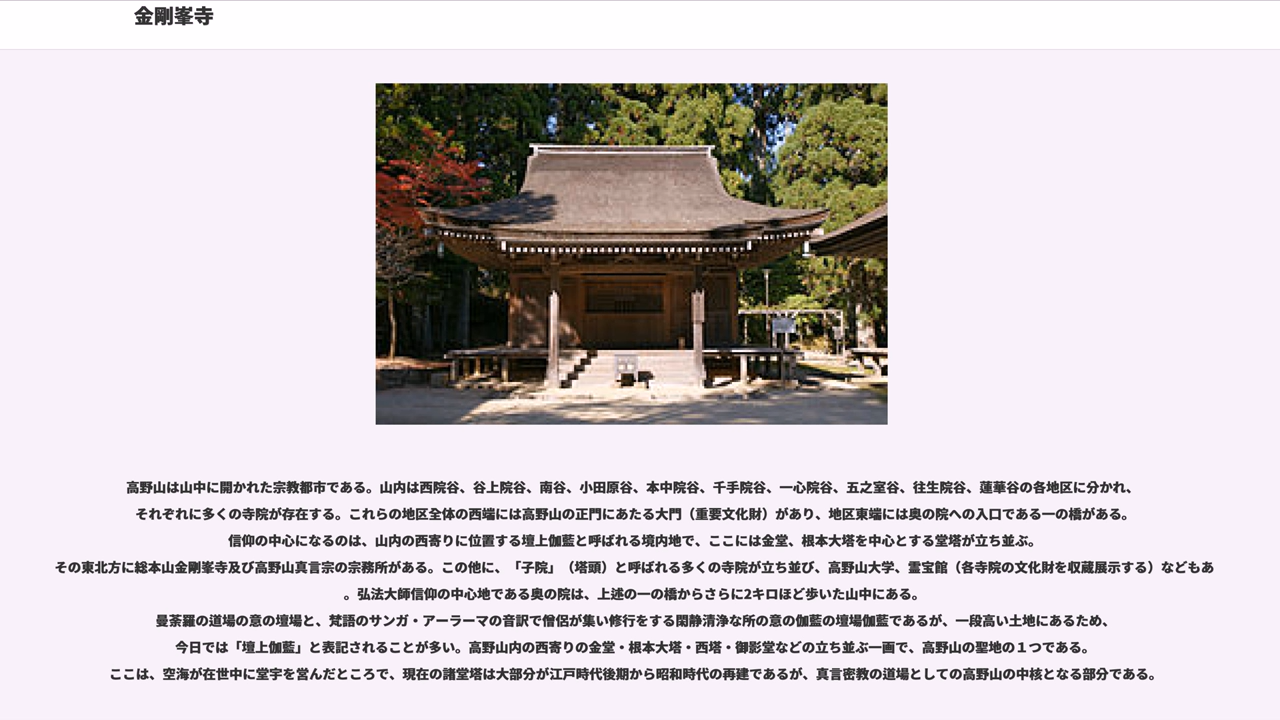 金剛峯寺
高野山は山中に開かれた宗教都市である。山内は西院谷、谷上院谷、南谷、小田原谷、本中院谷、千手院谷、一心院谷、五之室谷、往生院谷、蓮華谷の各地区に分かれ、
それぞれに多くの寺院が存在する。これらの地区全体の西端には高野山の正門にあたる大門（重要文化財）があり、地区東端には奥の院への入口である一の橋がある。
信仰の中心になるのは、山内の西寄りに位置する壇上伽藍と呼ばれる境内地で、ここには金堂、根本大塔を中心とする堂塔が立ち並ぶ。
その東北方に総本山金剛峯寺及び高野山真言宗の宗務所がある。この他に、「子院」（塔頭）と呼ばれる多くの寺院が立ち並び、高野山大学、霊宝館（各寺院の文化財を収蔵展示する）などもあ
。弘法大師信仰の中心地である奥の院は、上述の一の橋からさらに2キロほど歩いた山中にある。
曼荼羅の道場の意の壇場と、梵語のサンガ・アーラーマの音訳で僧侶が集い修行をする閑静清浄な所の意の伽藍の壇場伽藍であるが、一段高い土地にあるため、
今日では「壇上伽藍」と表記されることが多い。高野山内の西寄りの金堂・根本大塔・西塔・御影堂などの立ち並ぶ一画で、高野山の聖地の１つである。
ここは、空海が在世中に堂宇を営んだところで、現在の諸堂塔は大部分が江戸時代後期から昭和時代の再建であるが、真言密教の道場としての高野山の中核となる部分である。